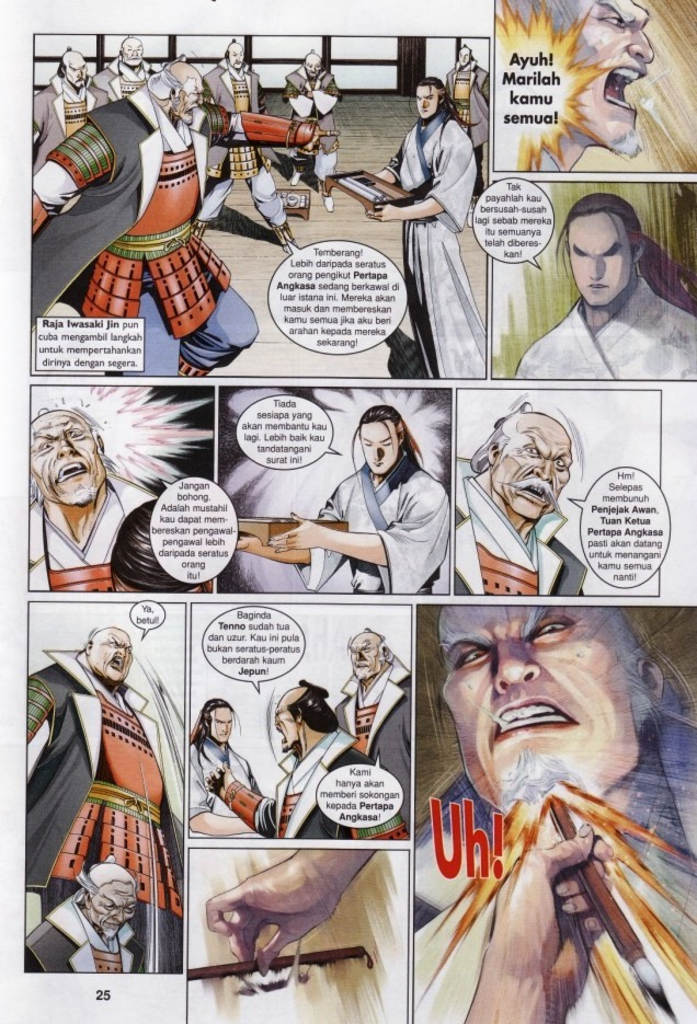 Temberang!
Lebih daripada seratus
orang pengikut Pertapa
Angkasa sedang berkawal di
luar istana ini. Mereka akan
masuk dan membereskan
kamu semua jika aku beri
arahan kepada mereka
sekarang!
Raja Iwasaki Jin pun
cuba mengambil langkah
untuk mempertahankan
dirinya dengan segera.
Ayuh!
Marilah
kamu
semua!
Tak
payahlah kau
bersusah-susah
lagi sebab mereka
itu semuanya
telah dibereskan!
Jangan
bohong.
Adalah mustahil
kau dapat mem-
bereskan pengawal-
pengawal lebih
daripada seratus
orang
itu!
Tiada
sesiapa yang
akan membantu kau
lagi. Lebih baik kau
tandatangani
surat ini!
Hm!
Selepas
membunuh
Penjejak Awan,
Tuan Ketua
Pertapa Angkasa
pasti akan datang
untuk menangani
kamu semua
nanti!
Ya,
betul!
Baginda
Tenno sudah tua
dan uzur. Kau ini pula
bukan seratus-peratus
berdarah kaum
Jepun!
Kami
hanya akan
memberi sokongan
kepada Pertapa
Angkasa!
Uh!
25